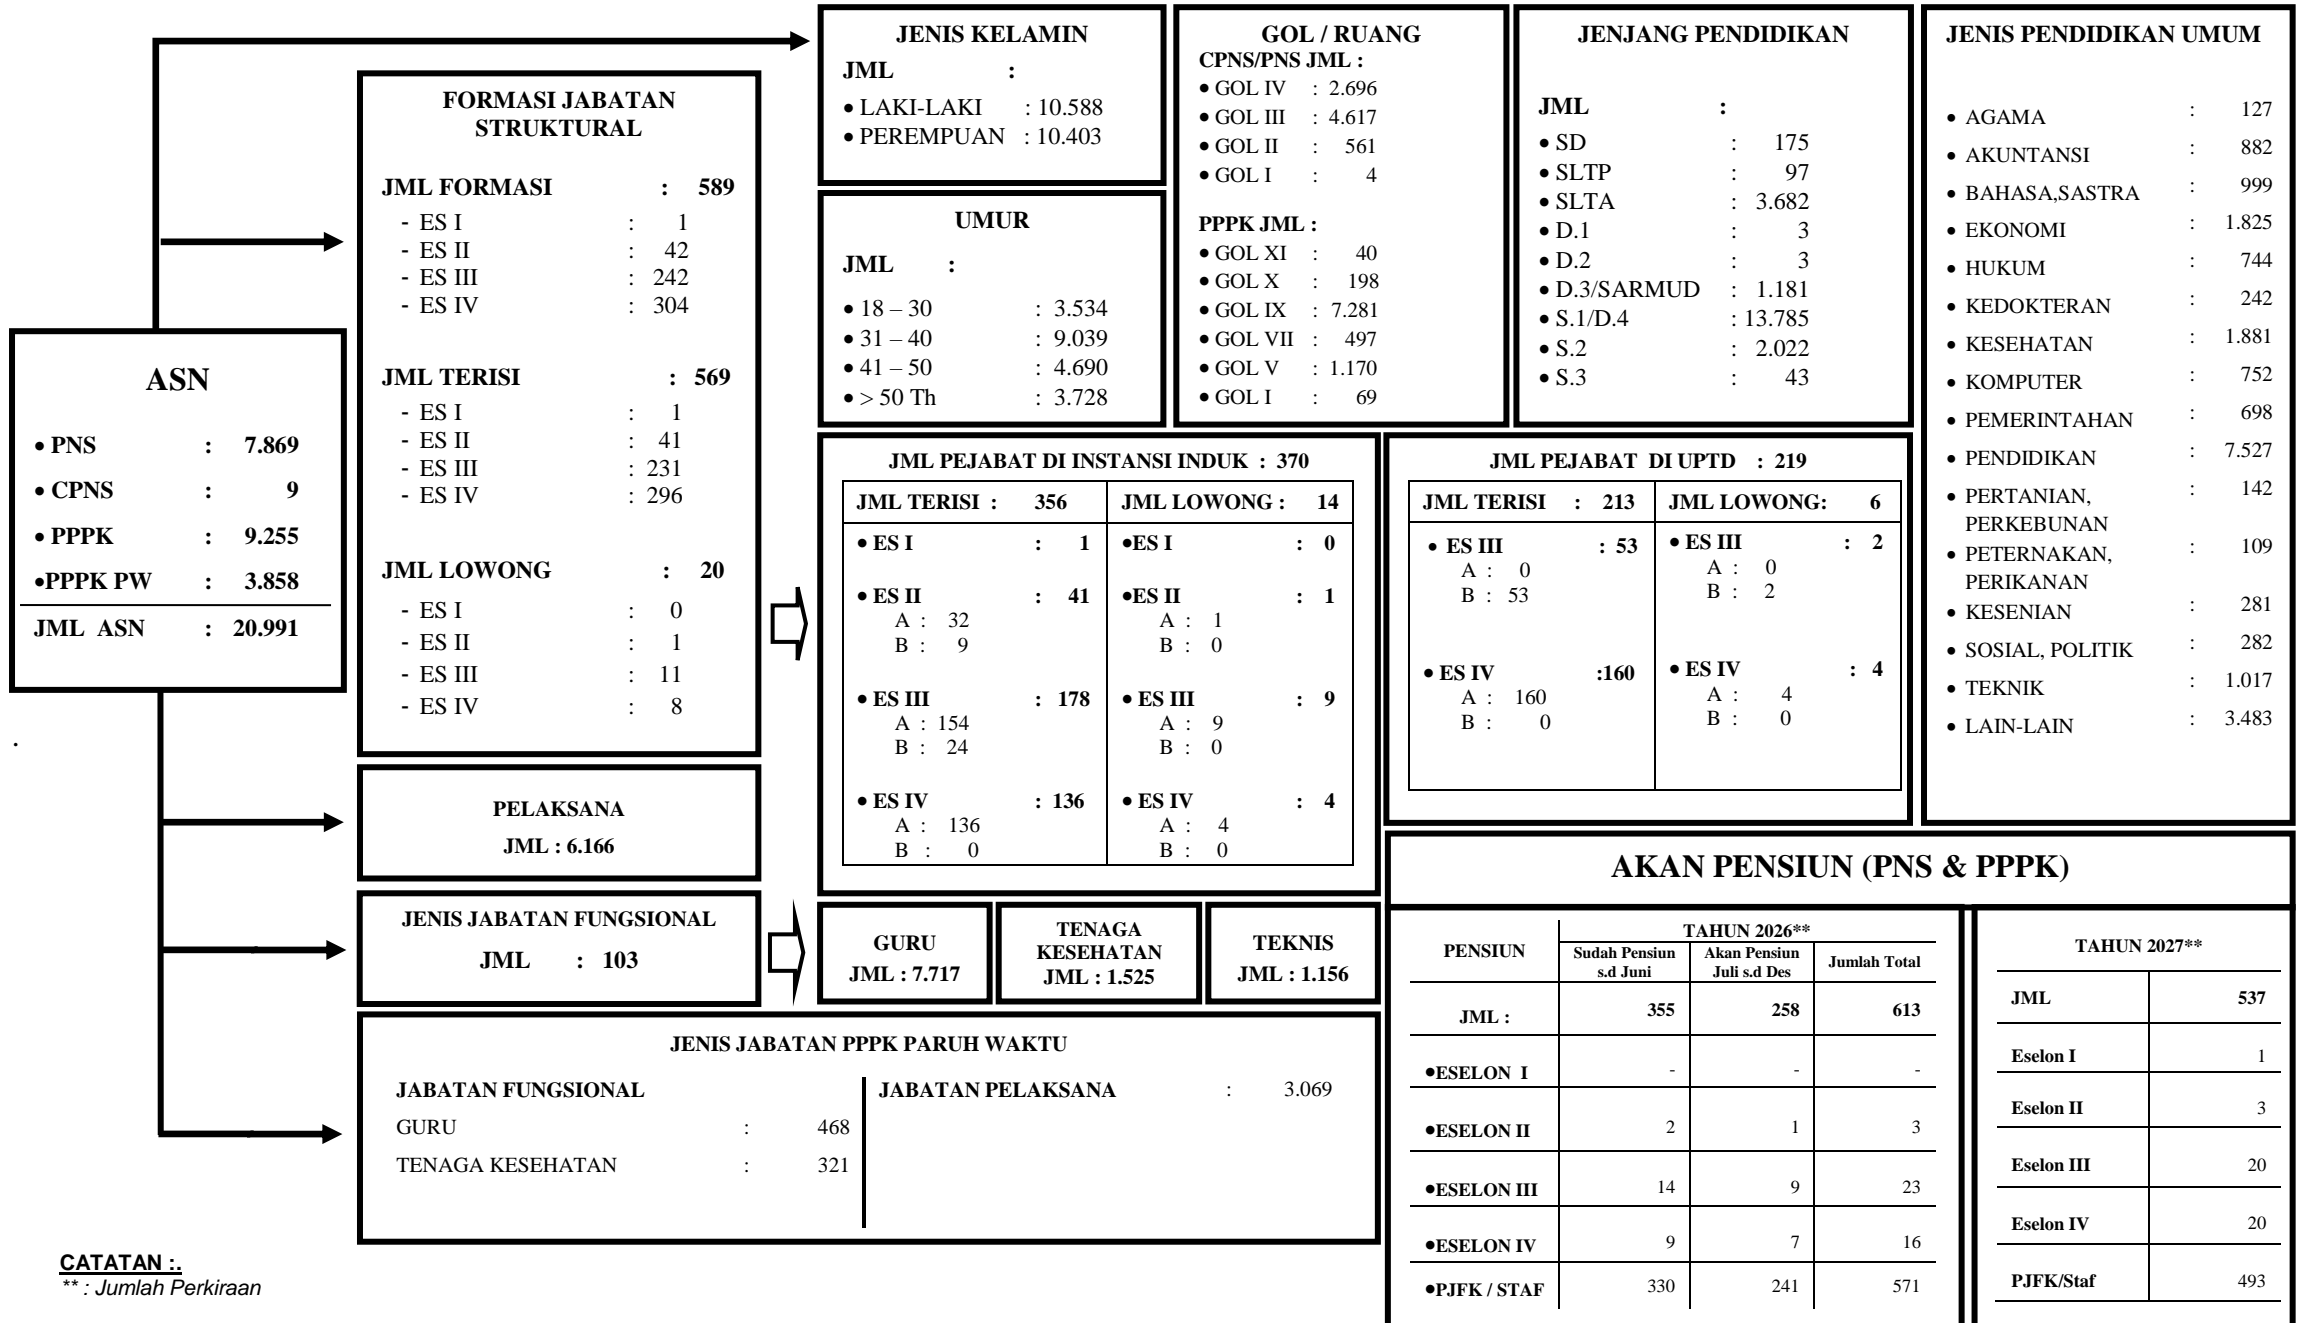 ASN
• PNS : 7.869
• CPNS : 9
• PPPK : 9.255
•PPPK PW : 3.858
JML ASN : 20.991
.
FORMASI JABATAN
STRUKTURAL
JML FORMASI : 589
- ES I : 1
- ES II : 42
- ES III : 242
- ES IV : 304
JML TERISI : 569
- ES I : 1
- ES II : 41
- ES III : 231
- ES IV : 296
JML LOWONG : 20
- ES I : 0
- ES II : 1
- ES III : 11
- ES IV : 8
PELAKSANA
JML : 6.166
JENIS JABATAN FUNGSIONAL
JML : 103
JENIS KELAMIN
JML :
• LAKI-LAKI : 10.588
• PEREMPUAN : 10.403
UMUR
JML :
• 18 – 30 : 3.534
• 31 – 40 : 9.039
• 41 – 50 : 4.690
• > 50 Th : 3.728
GOL / RUANG
CPNS/PNS JML :
• GOL IV : 2.696
• GOL III : 4.617
• GOL II : 561
• GOL I : 4
PPPK JML :
• GOL XI : 40
• GOL X : 198
• GOL IX : 7.281
• GOL VII : 497
• GOL V : 1.170
• GOL I : 69
JENJANG PENDIDIKAN
JML :
• SD : 175
• SLTP : 97
• SLTA : 3.682
• D.1 : 3
• D.2 : 3
• D.3/SARMUD : 1.181
• S.1/D.4 : 13.785
• S.2 : 2.022
• S.3 : 43
JENIS PENDIDIKAN UMUM
• AGAMA : 127
• AKUNTANSI : 882
• BAHASA,SASTRA : 999
• EKONOMI : 1.825
• HUKUM : 744
• KEDOKTERAN : 242
• KESEHATAN : 1.881
• KOMPUTER : 752
• PEMERINTAHAN : 698
• PENDIDIKAN : 7.527
• PERTANIAN, : 142
PERKEBUNAN
• PETERNAKAN, : 109
PERIKANAN
• KESENIAN : 281
• SOSIAL, POLITIK : 282
• TEKNIK : 1.017
• LAIN-LAIN : 3.483
JML PEJABAT DI INSTANSI INDUK : 370
JML TERISI : 356
• ES I : 1
• ES II : 41
A : 32
B : 9
• ES III : 178
A : 154
B : 24
• ES IV : 136
A : 136
B : 0
JML LOWONG : 14
•ES I : 0
•ES II : 1
A : 1
B : 0
• ES III : 9
A : 9
B : 0
• ES IV : 4
A : 4
B : 0
JML PEJABAT DI UPTD : 219
JML TERISI : 213
• ES III : 53
A : 0
B : 53
• ES IV :160
A : 160
B : 0
JML LOWONG: 6
• ES III : 2
A : 0
B : 2
• ES IV : 4
A : 4
B : 0
GURU
JML : 7.717
TENAGA
KESEHATAN
JML : 1.525
TEKNIS
JML : 1.156
JENIS JABATAN PPPK PARUH WAKTU
JABATAN FUNGSIONAL
GURU : 468
TENAGA KESEHATAN : 321
JABATAN PELAKSANA : 3.069
AKAN PENSIUN (PNS & PPPK)
PENSIUN
TAHUN 2026**
Sudah Pensiun
s.d Juni
Akan Pensiun
Juli s.d Des
Jumlah Total
JML : 355 258 613
•ESELON I - - -
•ESELON II 2 1 3
•ESELON III 14 9 23
•ESELON IV 9 7 16
•PJFK / STAF 330 241 571
TAHUN 2027**
JML 537
Eselon I 1
Eselon II 3
Eselon III 20
Eselon IV 20
PJFK/Staf 493
CATATAN :.
** : Jumlah Perkiraan